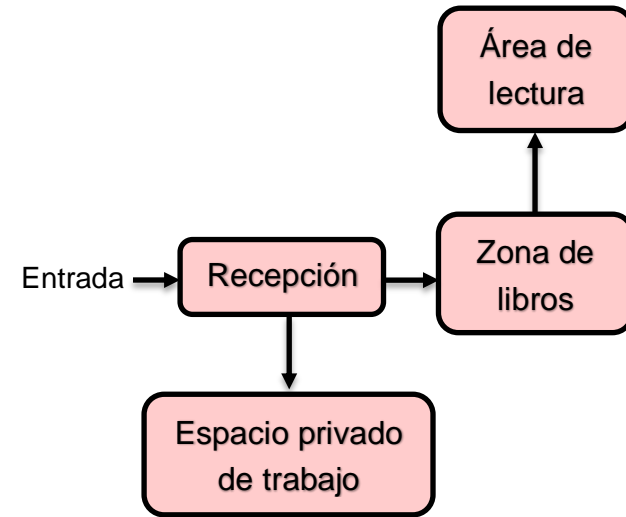 Área de
lectura
Zona de
libros
Entrada
Recepción
Espacio privado
de trabajo